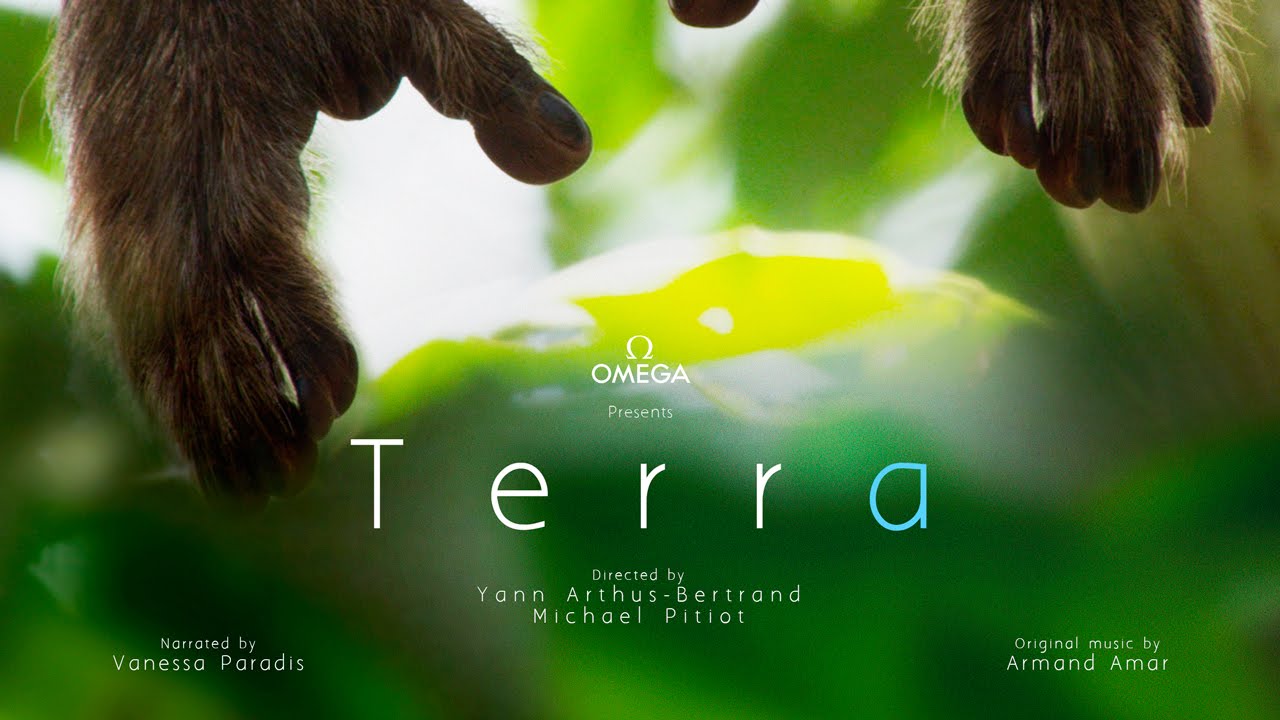 Ω
OMEGA
Presents
Terra
Directed by
Yann Arthus-Bertrand
Michael Pitiot
Narrated by
Vanessa Paradis
Original music by
Armand Amar